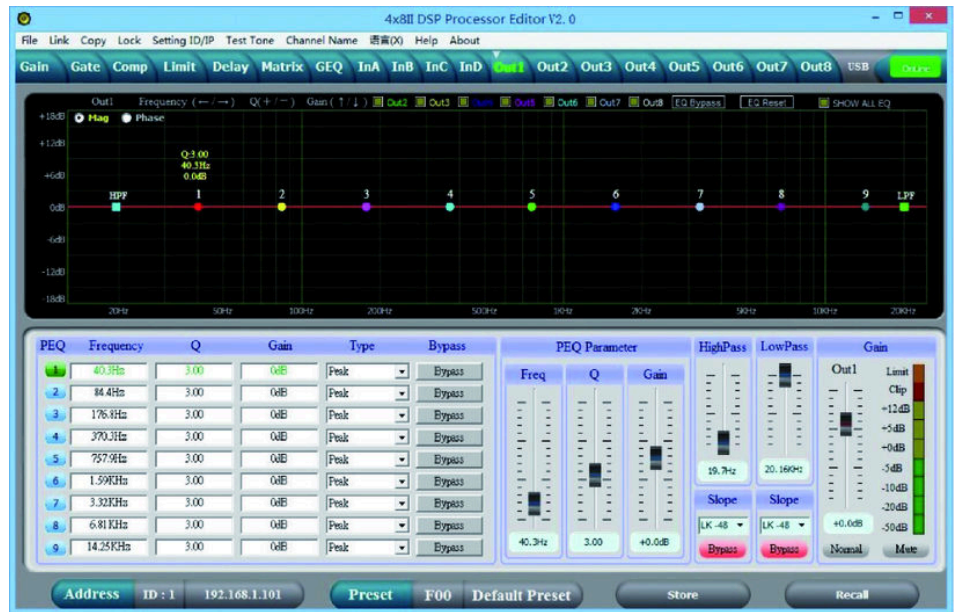 4x8II DSP Processor Editor V2. 0
File Link Copy Lock Setting ID/IP Test Tone Channel Name 语言(X) Help About
Gain Gate Comp Limit Delay Matrix GEQ InA InB InC InD Out1 Out2 Out3 Out4 Out5 Out6 Out7 Out8 USB OnLine
Out1 Frequency (←/→) Q(+/−) Gain(↑/↓) Out2 Out3 Out4 Out5 Out6 Out7 Out8 EQ Bypass EQ Reset SHOW ALL EQ
+18dB Mag Phase
+12dB
Q:3.00
40.3Hz
+6dB 0.0dB
HPF 1 2 3 4 5 6 7 8 9 LPF
0dB
-6dB
-12dB
-18dB
20Hz 50Hz 100Hz 200Hz 500Hz 1KHz 2KHz 5KHz 10KHz 20KHz
PEQ Frequency Q Gain Type Bypass PEQ Parameter HighPass LowPass Gain
1 40.3Hz 3.00 0dB Peak Bypass
2 84.4Hz 3.00 0dB Peak Bypass
3 176.8Hz 3.00 0dB Peak Bypass
4 370.3Hz 3.00 0dB Peak Bypass
5 757.9Hz 3.00 0dB Peak Bypass
6 1.59KHz 3.00 0dB Peak Bypass
7 3.32KHz 3.00 0dB Peak Bypass
8 6.81KHz 3.00 0dB Peak Bypass
9 14.25KHz 3.00 0dB Peak Bypass
Freq Q Gain
40.3Hz 3.00 +0.0dB
19.7Hz 20.16KHz
Slope Slope
LK-48 LK-48
Bypass Bypass
Out1 Limit
Clip
+12dB
+5dB
+0dB
-5dB
-10dB
-20dB
+0.0dB -50dB
Normal Mute
Address ID : 1 192.168.1.101 Preset F00 Default Preset Store Recall